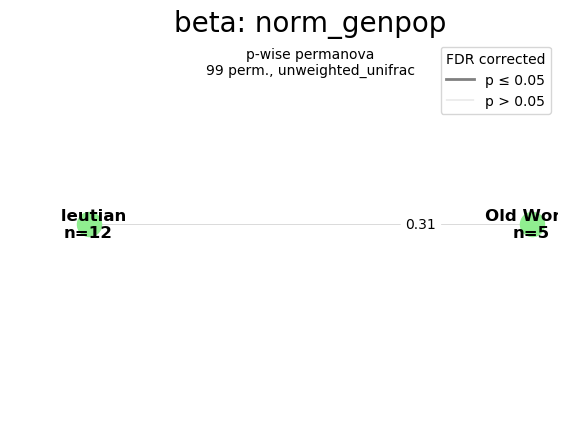 beta: norm_genpop
p-wise permanova
99 perm., unweighted_unifrac
FDR corrected
p ≤ 0.05
p > 0.05
leutian
n=12
0.31
Old Wor
n=5